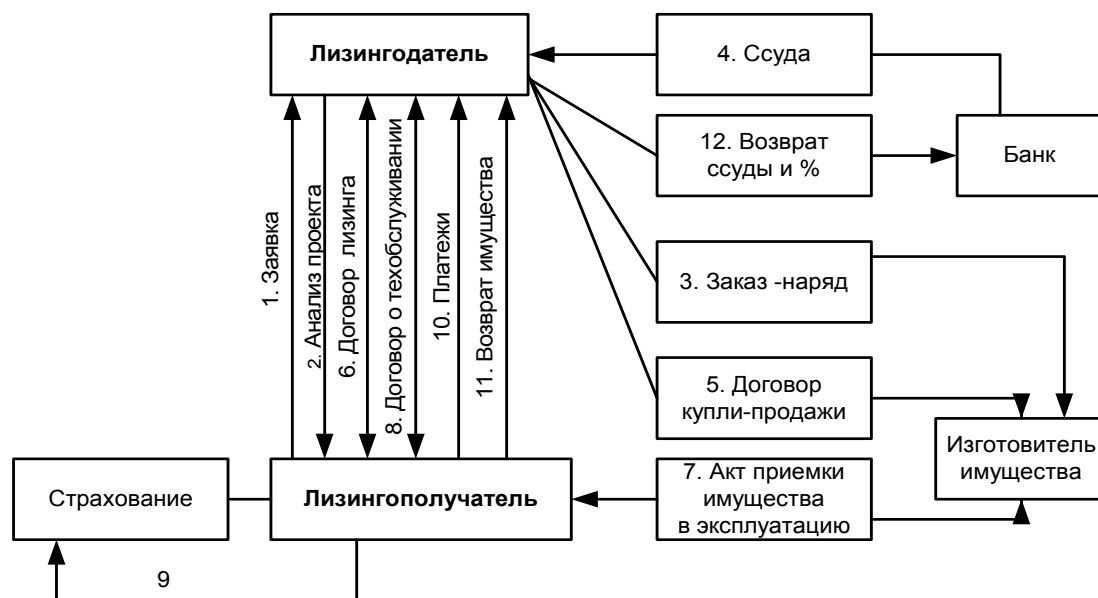 Лизингодатель
4. Ссуда
12. Возврат
ссуды и %
Банк
1. Заявка
2. Анализ проекта
6. Договор лизинга
8. Договор о техобслуживании
10. Платежи
11. Возврат имущества
3. Заказ -наряд
5. Договор
купли-продажи
Изготовитель
имущества
Страхование
Лизингополучатель
7. Акт приемки
имущества
в эксплуатацию
9